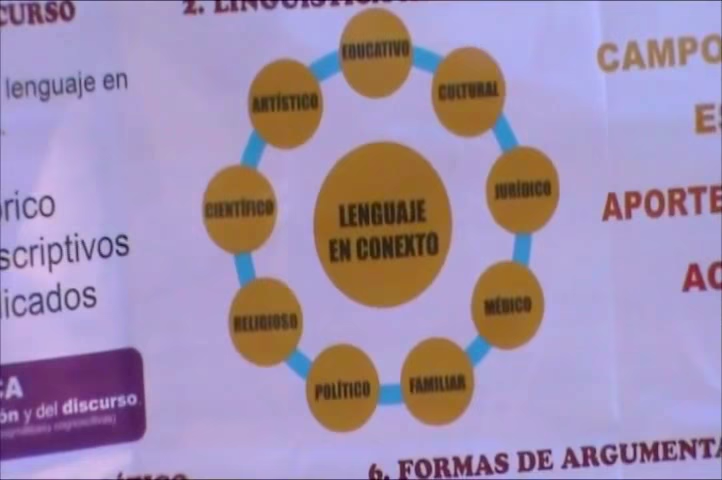 CURSO
2. LINGÜÍSTICA
lenguaje en
rico
scriptivos
licados
CA
ón y del discurso
EDUCATIVO
CULTURAL
JURÍDICO
MÉDICO
FAMILIAR
POLÍTICO
RELIGIOSO
CIENTÍFICO
ARTÍSTICO
LENGUAJE
EN CONEXTO
CAMPO
ES
APORTE
AC
6. FORMAS DE ARGUMENTA